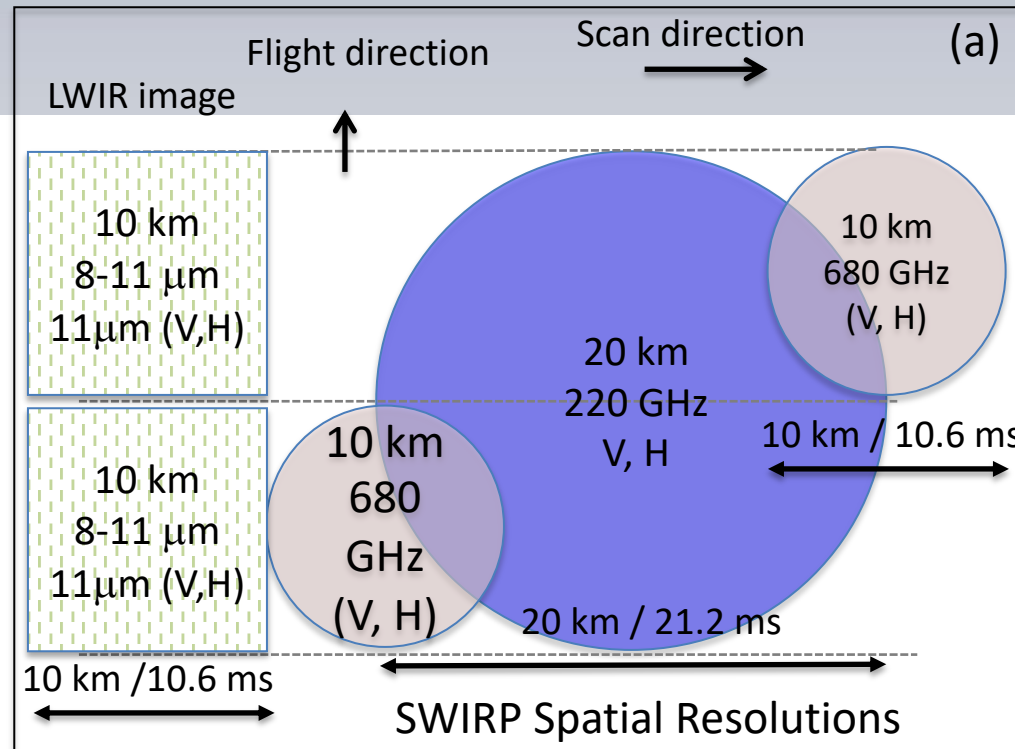 Flight direction
Scan direction
(a)
LWIR image
10 km
8-11 μm
11μm (V,H)
10 km
680 GHz
(V, H)
20 km
220 GHz
V, H
10 km / 10.6 ms
10 km
8-11 μm
11μm (V,H)
10 km
680
GHz
(V, H)
20 km / 21.2 ms
10 km /10.6 ms
SWIRP Spatial Resolutions